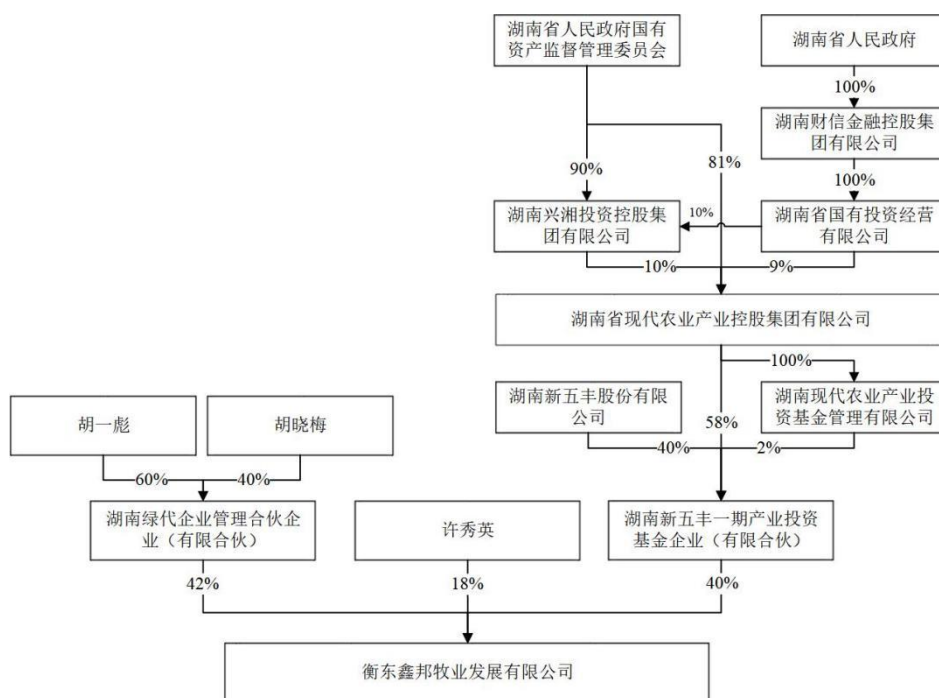 湖南省人民政府国有
资产监督管理委员会
湖南省人民政府
100%
湖南财信金融控股集
团有限公司
90%
81%
100%
湖南兴湘投资控股集
团有限公司
10%
湖南省国有投资经营
有限公司
10%
9%
湖南省现代农业产业控股集团有限公司
100%
湖南新五丰股份有限
公司
58%
湖南现代农业产业投
资基金管理有限公司
胡一彪
胡晓梅
40%
2%
60%
40%
湖南绿代企业管理合伙企
业（有限合伙）
许秀英
湖南新五丰一期产业投资
基金企业（有限合伙）
42%
18%
40%
衡东鑫邦牧业发展有限公司